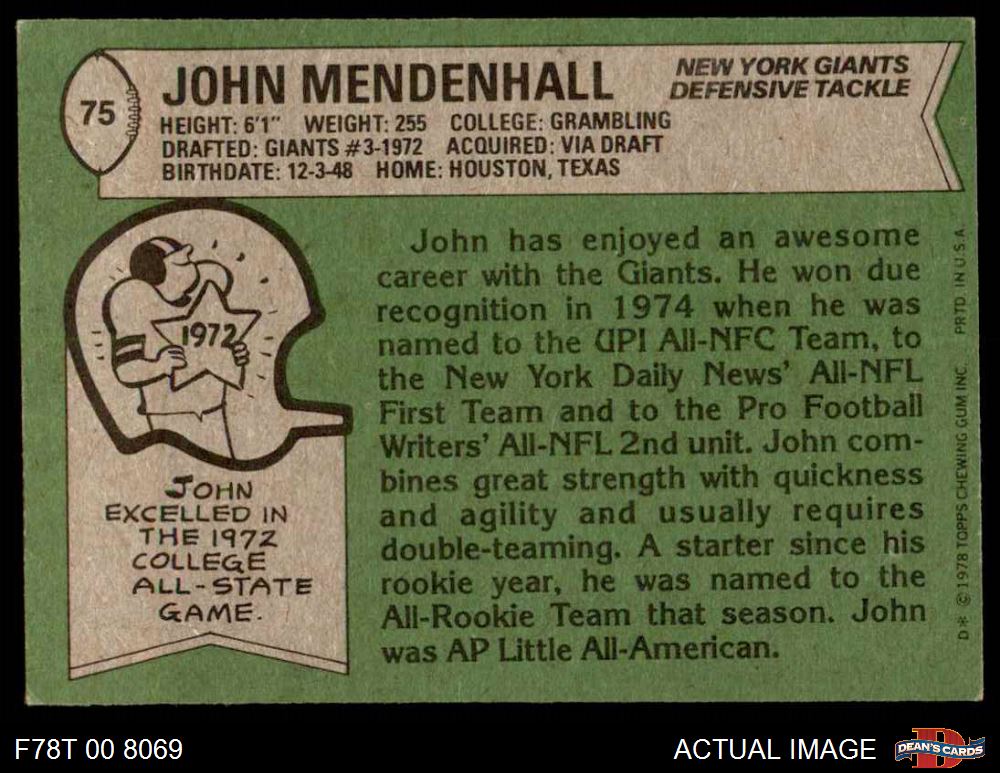 75
JOHN MENDENHALL
NEW YORK GIANTS
DEFENSIVE TACKLE
HEIGHT: 6'1" WEIGHT: 255 COLLEGE: GRAMBLING
DRAFTED: GIANTS #3-1972 ACQUIRED: VIA DRAFT
BIRTHDATE: 12-3-48 HOME: HOUSTON, TEXAS
1972
JOHN
EXCELLED IN
THE 1972
COLLEGE
ALL-STATE
GAME.
John has enjoyed an awesome
career with the Giants. He won due
recognition in 1974 when he was
named to the UPI All-NFC Team, to
the New York Daily News' All-NFL
First Team and to the Pro Football
Writers' All-NFL 2nd unit. John com-
bines great strength with quickness
and agility and usually requires
double-teaming. A starter since his
rookie year, he was named to the
All-Rookie Team that season. John
was AP Little All-American.
D* © 1978 TOPPS CHEWING GUM INC. PRTD. IN U.S.A.
F78T 00 8069
ACTUAL IMAGE
D
DEAN'S CARDS